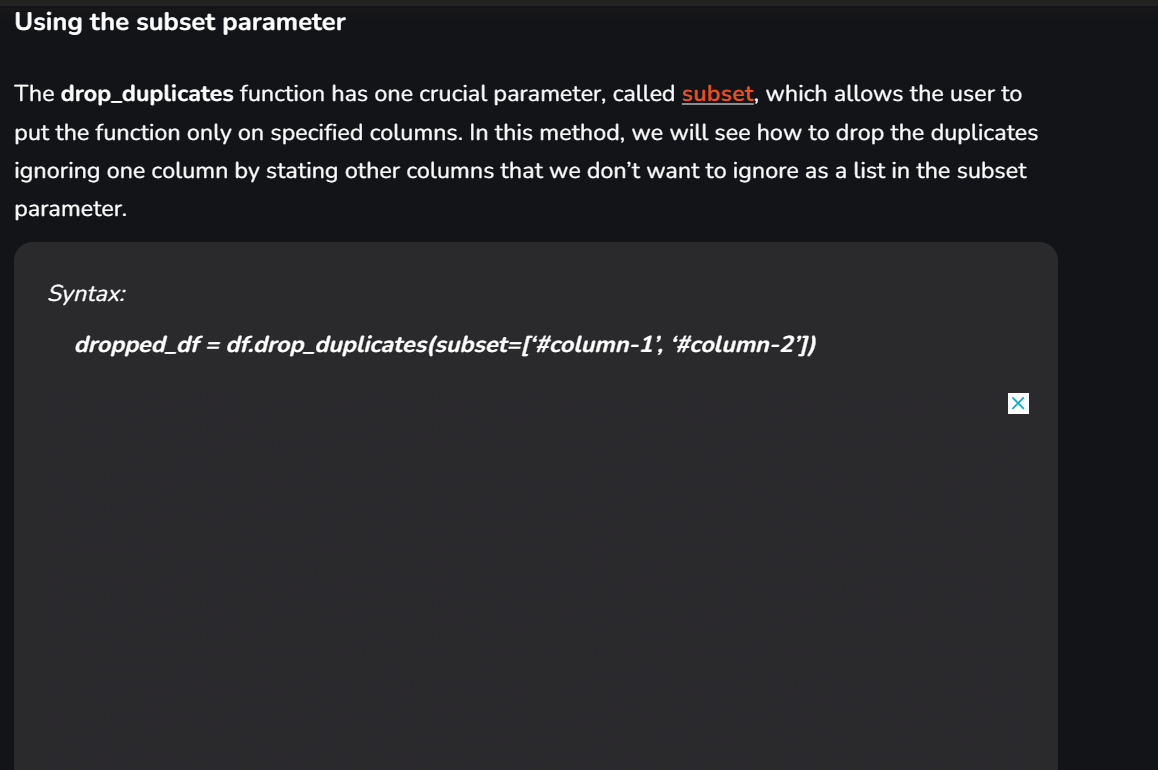 Using the subset parameter
The drop_duplicates function has one crucial parameter, called subset, which allows the user to
put the function only on specified columns. In this method, we will see how to drop the duplicates
ignoring one column by stating other columns that we don’t want to ignore as a list in the subset
parameter.
Syntax:
dropped_df = df.drop_duplicates(subset=[‘#column-1’, ‘#column-2’])